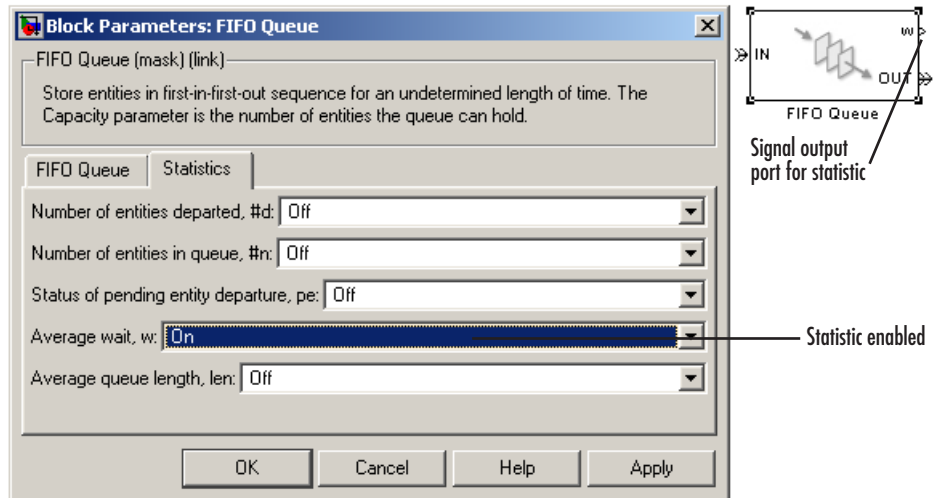 Block Parameters: FIFO Queue
FIFO Queue (mask) (link)
Store entities in first-in-first-out sequence for an undetermined length of time. The
Capacity parameter is the number of entities the queue can hold.
FIFO Queue
Statistics
Number of entities departed, #d: Off
Number of entities in queue, #n: Off
Status of pending entity departure, pe: Off
Average wait, w: On
Average queue length, len: Off
OK
Cancel
Help
Apply
w
IN
OUT
FIFO Queue
Signal output
port for statistic
Statistic enabled